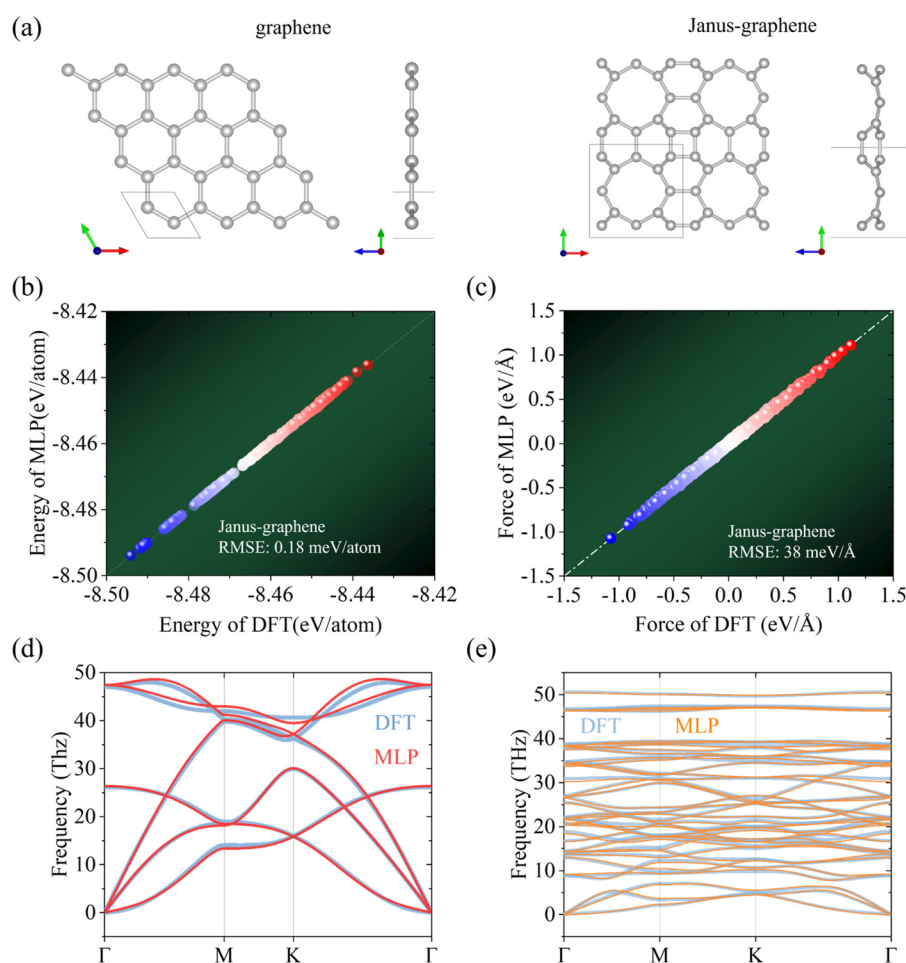 (a)
graphene
Janus-graphene
(b)
(c)
-8.42
-8.44
-8.46
-8.48
-8.50
Energy of MLP(eV/atom)
Janus-graphene
RMSE: 0.18 meV/atom
-8.50
-8.48
-8.46
-8.44
-8.42
Energy of DFT(eV/atom)
1.5
1.0
0.5
0.0
-0.5
-1.0
-1.5
Force of MLP (eV/Å)
Janus-graphene
RMSE: 38 meV/Å
-1.5
-1.0
-0.5
0.0
0.5
1.0
1.5
Force of DFT (eV/Å)
(d)
(e)
50
40
30
20
10
0
Frequency (Thz)
DFT
MLP
Γ
M
K
Γ
50
40
30
20
10
0
Frequency (THz)
DFT
MLP
Γ
M
K
Γ